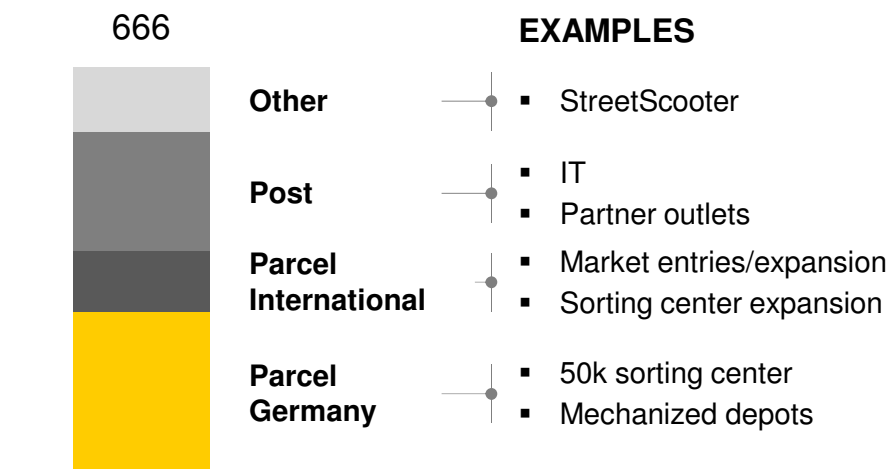 666
EXAMPLES
Other
▪ StreetScooter
Post
▪ IT
▪ Partner outlets
Parcel
International
▪ Market entries/expansion
▪ Sorting center expansion
Parcel
Germany
▪ 50k sorting center
▪ Mechanized depots